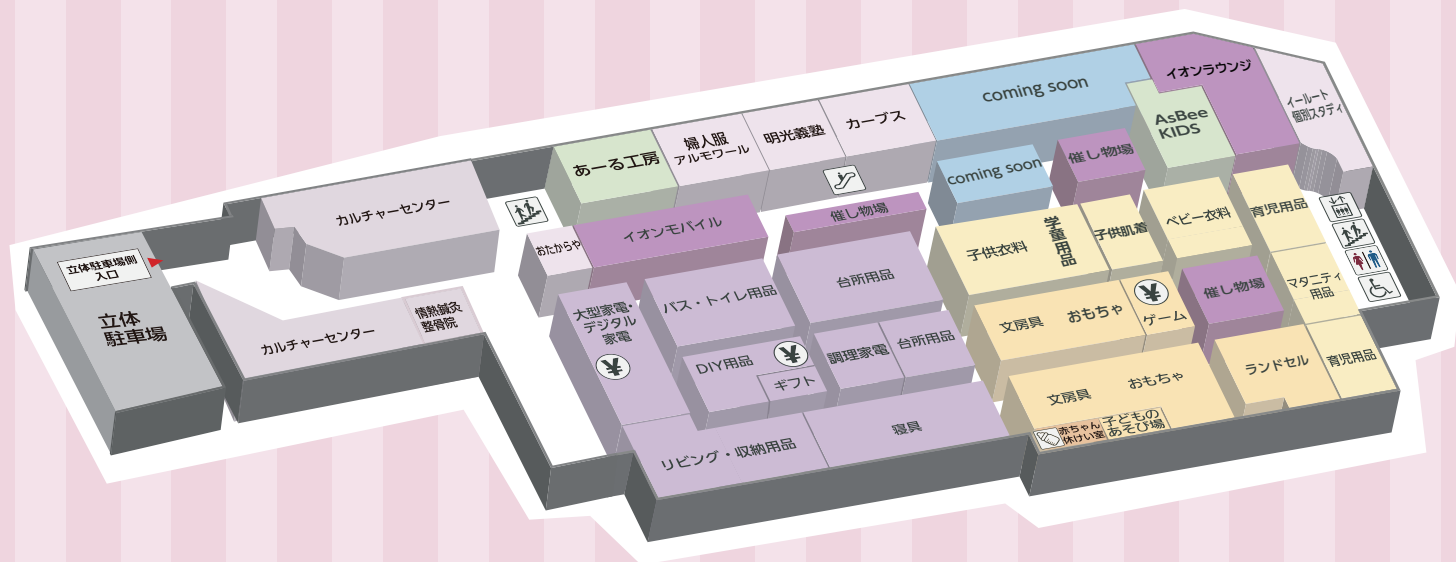 立体駐車場側
入口
立体
駐車場
カルチャーセンター
カルチャーセンター
情熱鍼灸
整骨院
おたからや
あーる工房
婦人服
アルモワール
明光義塾
カーブス
coming soon
イオンラウンジ
AsBee
KIDS
イールート
個別スタディ
イオンモバイル
催し物場
coming soon
催し物場
大型家電・
デジタル
家電
¥
バス・トイレ用品
台所用品
DIY用品
¥
ギフト
調理家電
台所用品
リビング・収納用品
寝具
子供衣料
学童用品
子供肌着
ベビー衣料
育児用品
文房具
おもちゃ
¥
ゲーム
催し物場
マタニティ
用品
文房具
おもちゃ
ランドセル
育児用品
赤ちゃん
休けい室
子どもの
あそび場